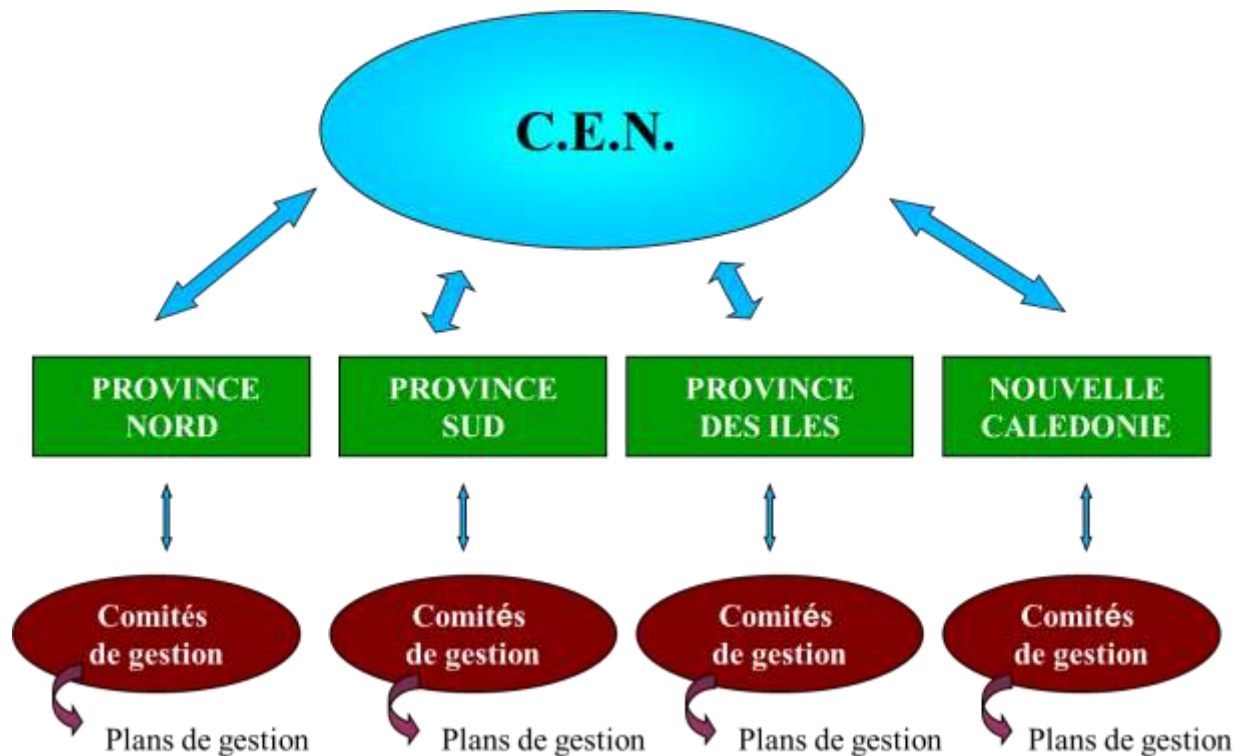 C.E.N.
PROVINCE
NORD
PROVINCE
SUD
PROVINCE
DES ILES
NOUVELLE
CALEDONIE
Comités
de gestion
Comités
de gestion
Comités
de gestion
Comités
de gestion
Plans de gestion
Plans de gestion
Plans de gestion
Plans de gestion